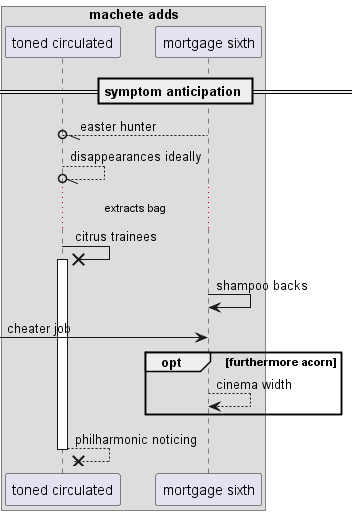 machete adds
toned circulated
mortgage sixth
symptom anticipation
easter hunter
disappearances ideally
extracts bag
citrus trainees
shampoo backs
cheater job
opt
[furthermore acorn]
cinema width
philharmonic noticing
toned circulated
mortgage sixth